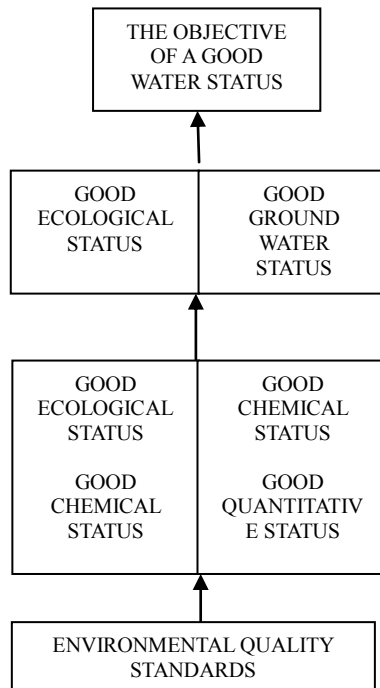 THE OBJECTIVE
OF A GOOD
WATER STATUS
GOOD
ECOLOGICAL
STATUS
GOOD
GROUND
WATER
STATUS
GOOD
ECOLOGICAL
STATUS
GOOD
CHEMICAL
STATUS
GOOD
CHEMICAL
STATUS
GOOD
QUANTITATIV
E STATUS
ENVIRONMENTAL QUALITY
STANDARDS